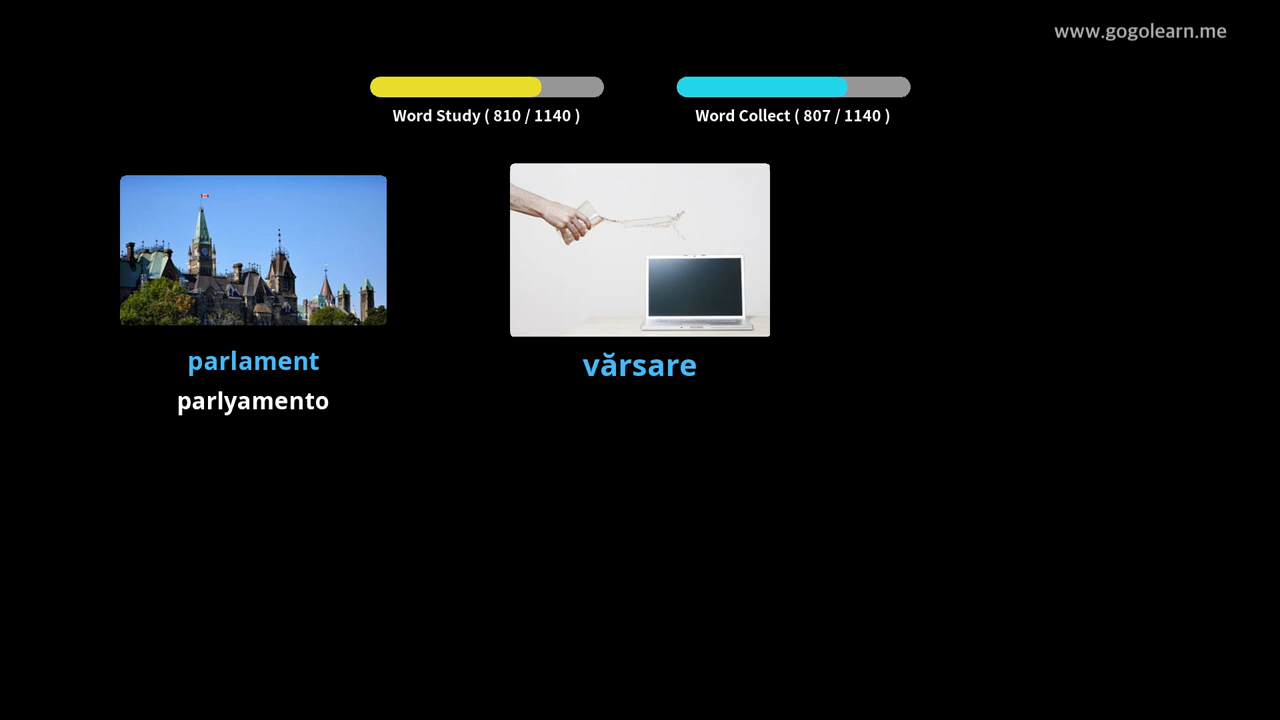 www.gogolearn.me
Word Study ( 810 / 1140 )
Word Collect ( 807 / 1140 )
parlament
parlyamento
vărsare